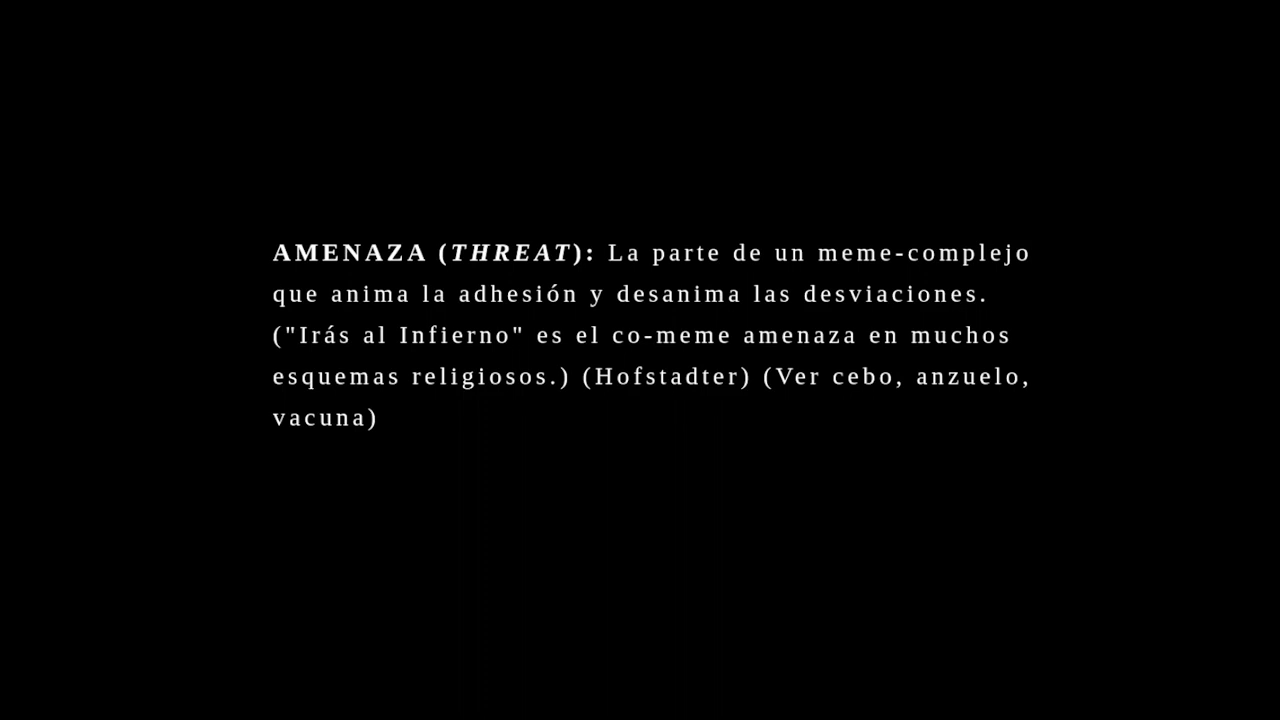 AMENAZA (THREAT): La parte de un meme-complejo
que anima la adhesión y desanima las desviaciones.
("Irás al Infierno" es el co-meme amenaza en muchos
esquemas religiosos.) (Hofstadter) (Ver cebo, anzuelo,
vacuna)